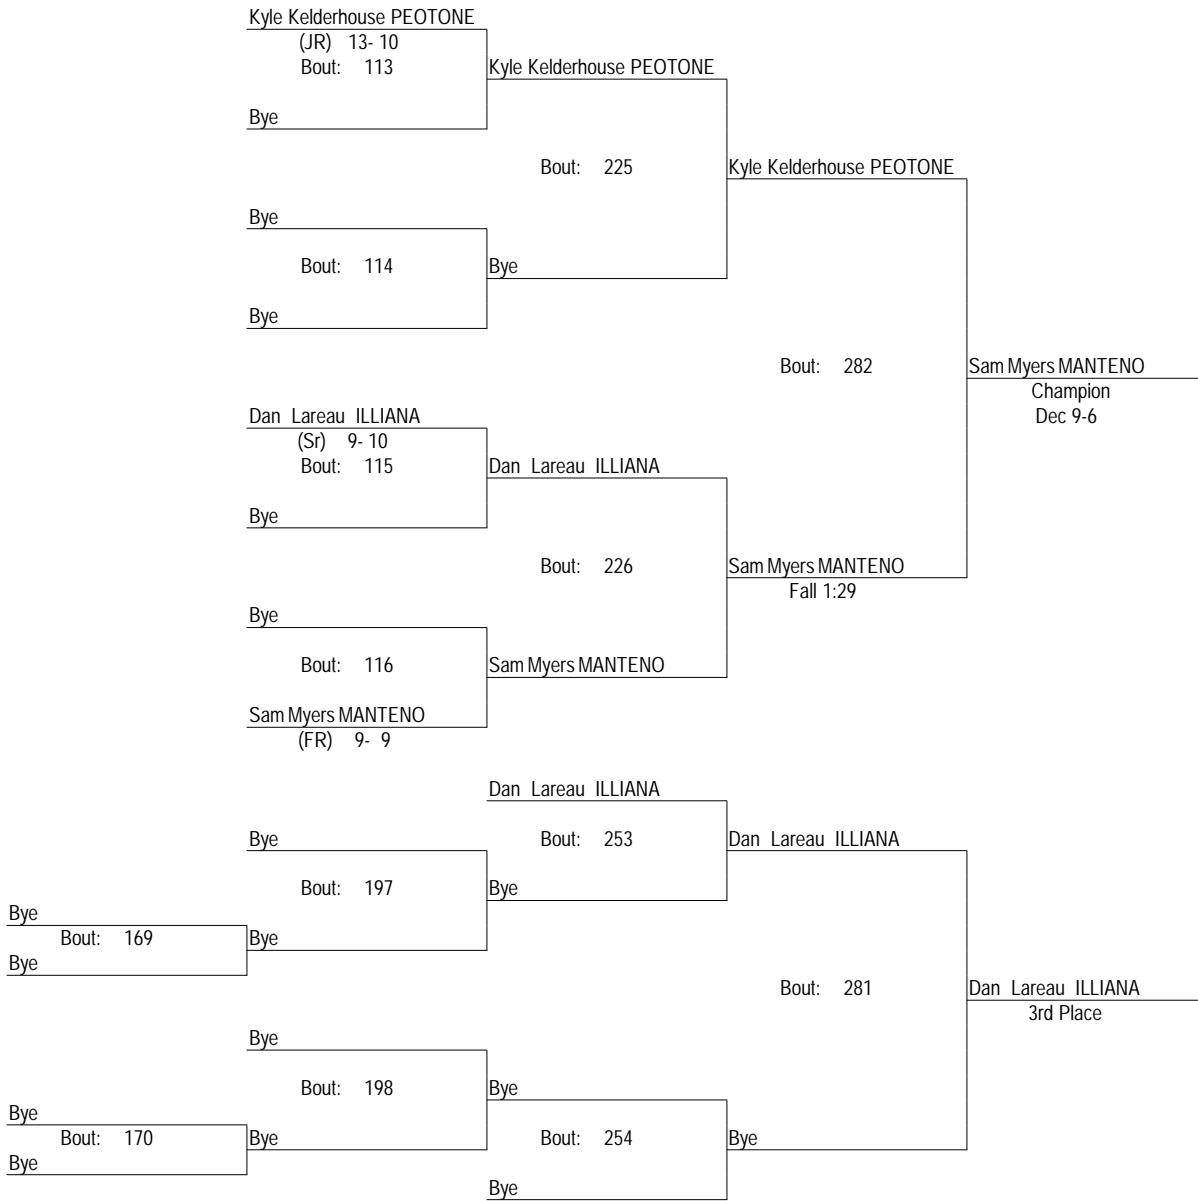 Kyle Kelderhouse PEOTONE
(JR) 13- 10
Bout: 113
Kyle Kelderhouse PEOTONE
Bye
Bout: 225
Kyle Kelderhouse PEOTONE
Bye
Bout: 114
Bye
Bye
Bout: 282
Sam Myers MANTENO
Champion
Dec 9-6
Dan Lareau ILLIANA
(Sr) 9- 10
Bout: 115
Dan Lareau ILLIANA
Bye
Bout: 226
Sam Myers MANTENO
Fall 1:29
Bye
Bout: 116
Sam Myers MANTENO
Sam Myers MANTENO
(FR) 9- 9
Dan Lareau ILLIANA
Bye
Bout: 253
Dan Lareau ILLIANA
Bout: 197
Bye
Bye
Bout: 169
Bye
Bye
Bout: 281
Dan Lareau ILLIANA
3rd Place
Bye
Bout: 198
Bye
Bye
Bout: 170
Bye
Bout: 254
Bye
Bye
Bye